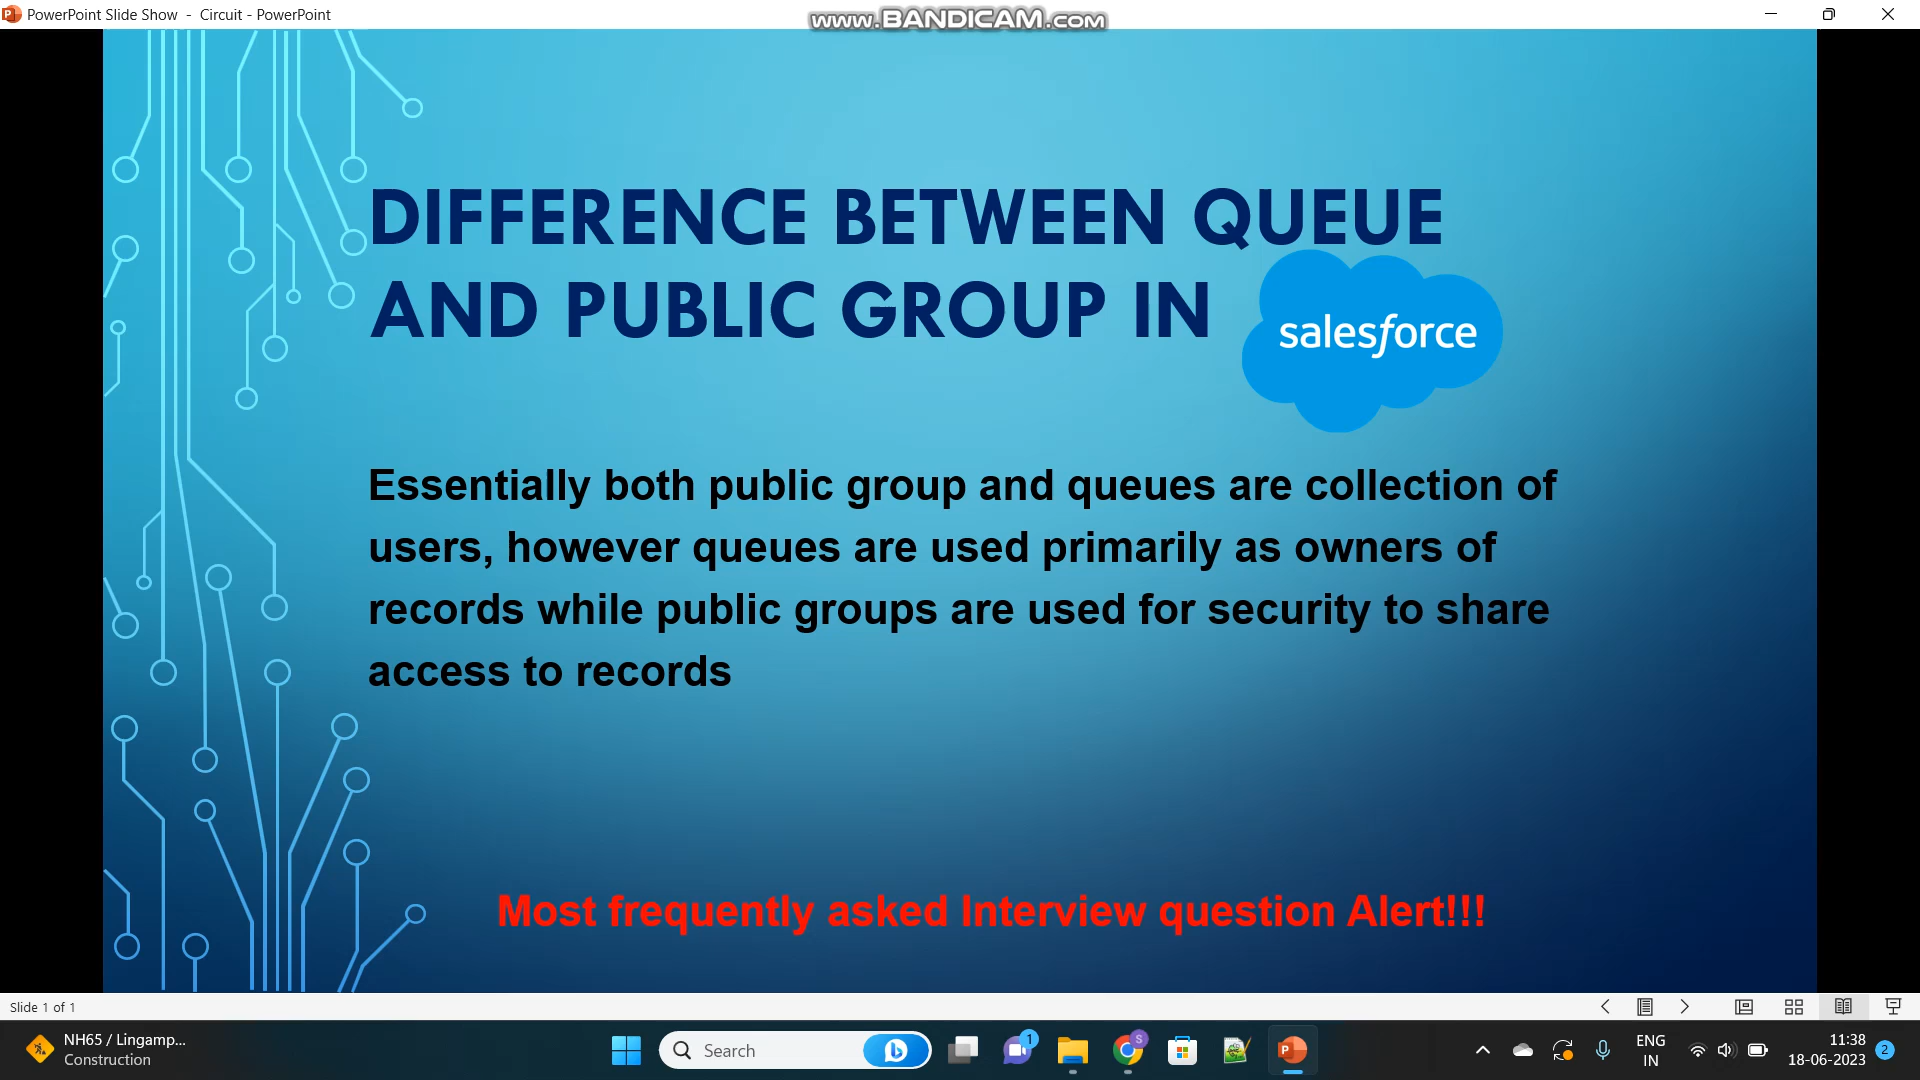 PowerPoint Slide Show - Circuit - PowerPoint
www.BANDICAM.com
DIFFERENCE BETWEEN QUEUE
AND PUBLIC GROUP IN
salesforce
Essentially both public group and queues are collection of
users, however queues are used primarily as owners of
records while public groups are used for security to share
access to records
Most frequently asked Interview question Alert!!!
Slide 1 of 1
NH65 / Lingamp...
Construction
Search
1
S
P
ENG
IN
11:38
18-06-2023
2